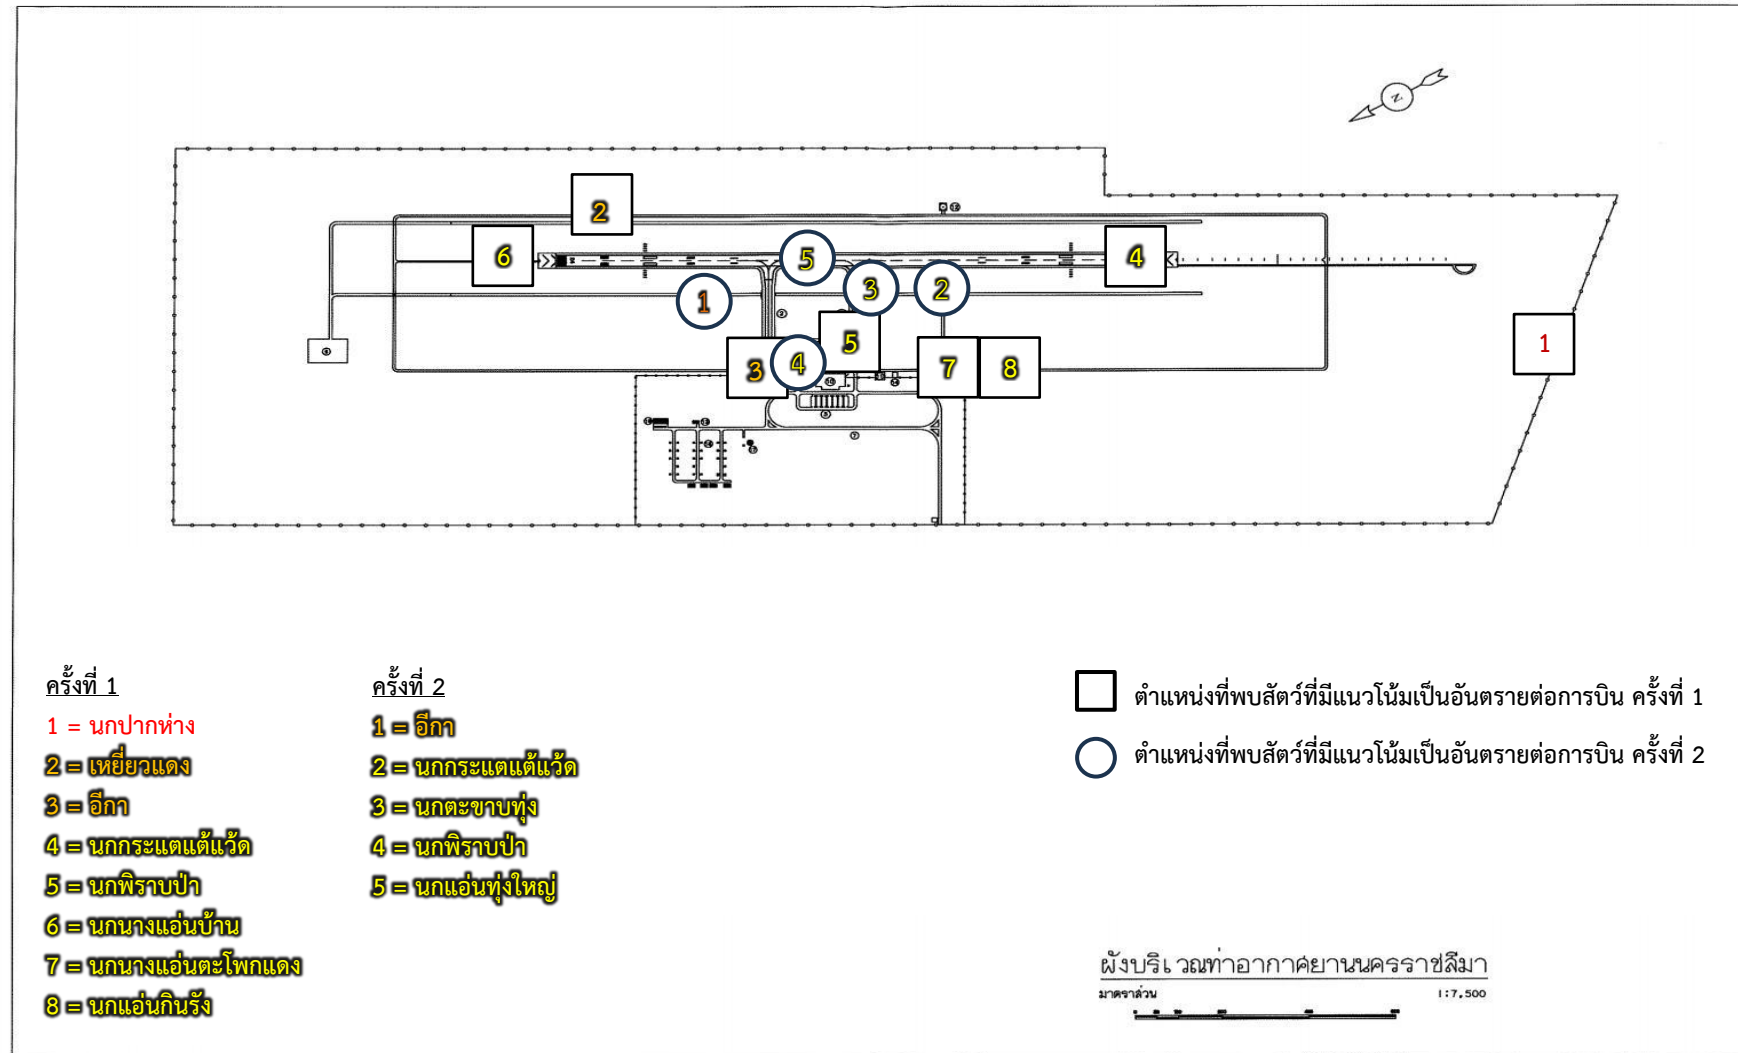 N
2
6
5
4
1
3
2
1
5
3
4
7
8
ครั้งที่ 1
1 = นกปากห่าง
2 = เหยี่ยวแดง
3 = อีกา
4 = นกกระแตแต้แว้ด
5 = นกพิราบป่า
6 = นกนางแอ่นบ้าน
7 = นกนางแอ่นตะโพกแดง
8 = นกแอ่นกินรัง
ครั้งที่ 2
1 = อีกา
2 = นกกระแตแต้แว้ด
3 = นกตะขาบทุ่ง
4 = นกพิราบป่า
5 = นกแอ่นทุ่งใหญ่
ตำแหน่งที่พบสัตว์ที่มีแนวโน้มเป็นอันตรายต่อการบิน ครั้งที่ 1
ตำแหน่งที่พบสัตว์ที่มีแนวโน้มเป็นอันตรายต่อการบิน ครั้งที่ 2
ผังบริเวณท่าอากาศยานนครราชสีมา
มาตราส่วน 1:7,500